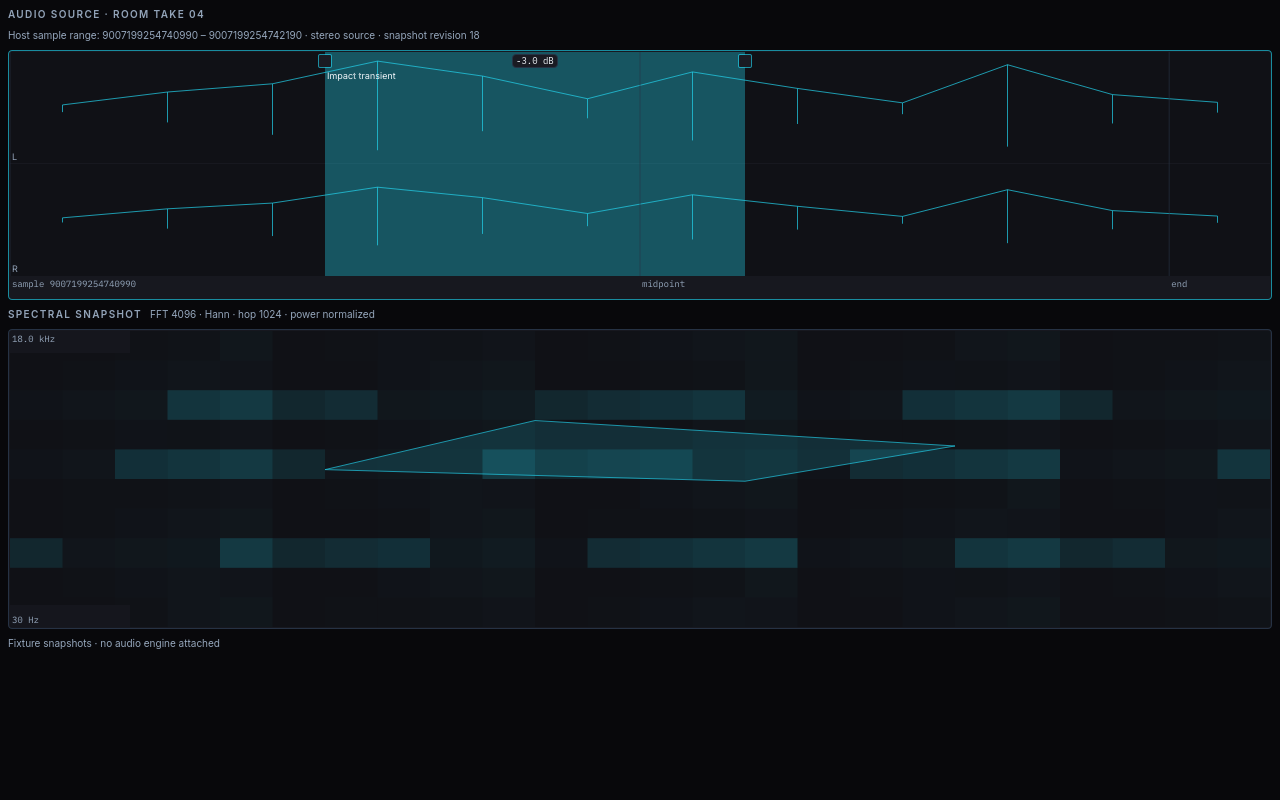 AUDIO SOURCE · ROOM TAKE 04
Host sample range: 9007199254740990 – 9007199254742190 · stereo source · snapshot revision 18
-3.0 dB
Impact transient
L
R
sample 9007199254740990
midpoint
end
SPECTRAL SNAPSHOT FFT 4096 · Hann · hop 1024 · power normalized
18.0 kHz
30 Hz
Fixture snapshots · no audio engine attached